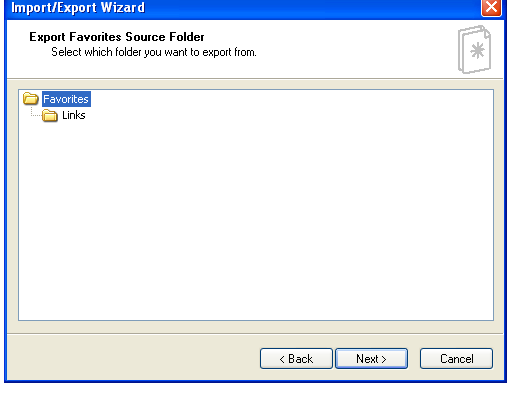 Import/Export Wizard
Export Favorites Source Folder
Select which folder you want to export from.
Favorites
Links
< Back
Next >
Cancel